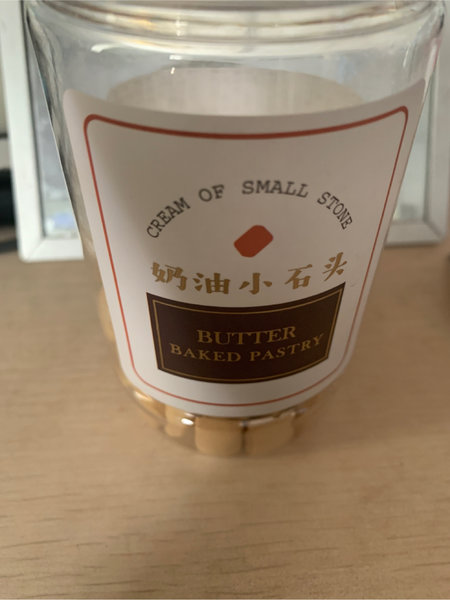 CREAM OF SMALL STONE
奶油小石头
BUTTER
BAKED PASTRY